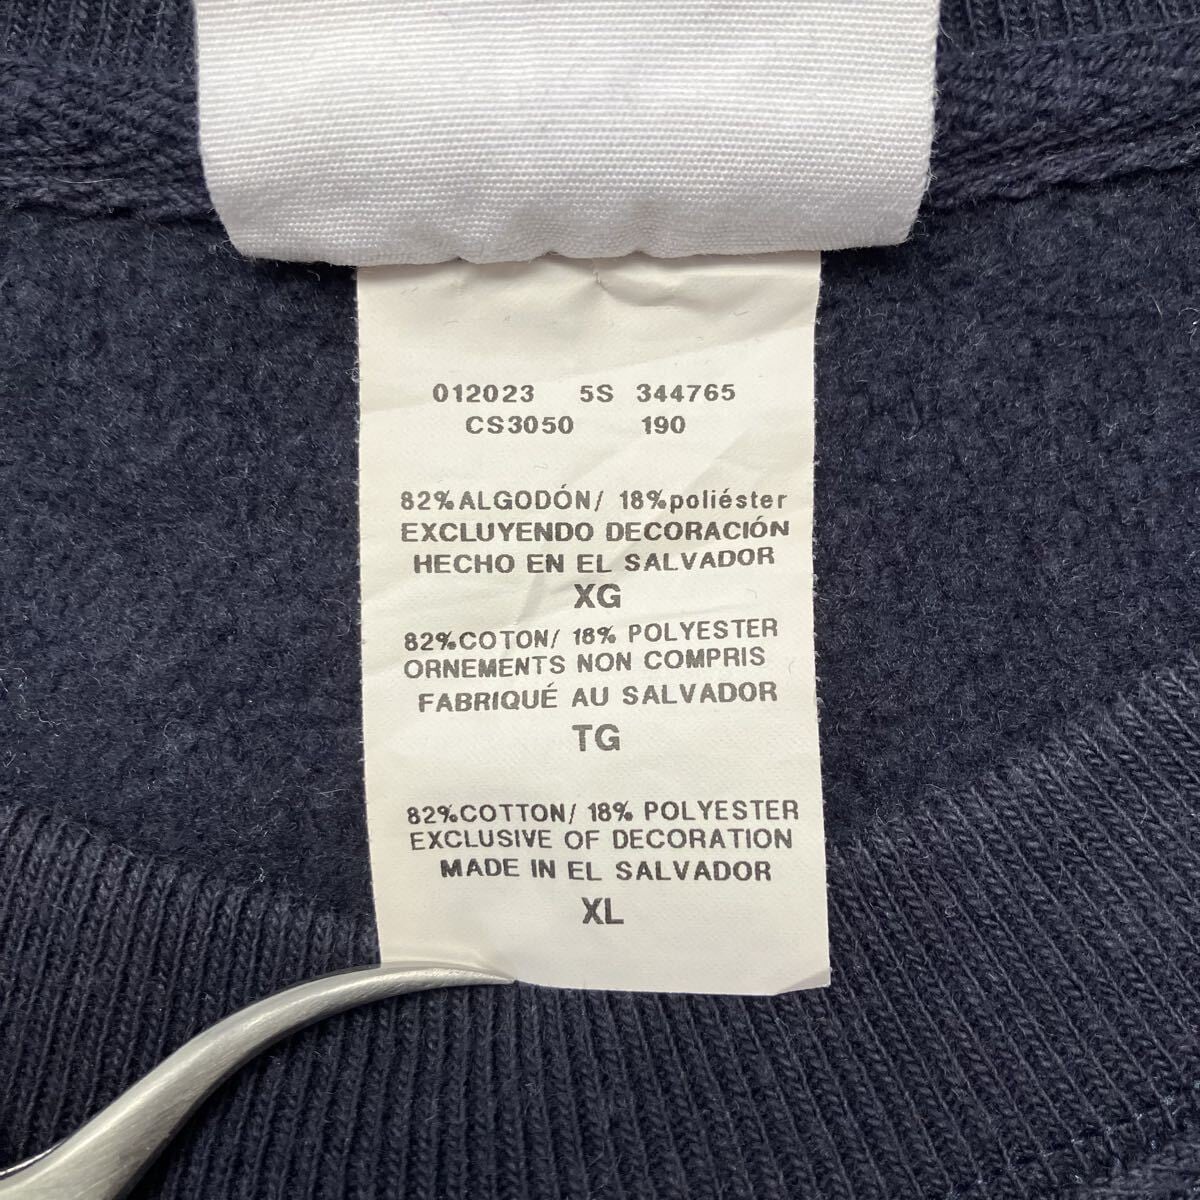 012023 5S 344765
CS3050 190
82%ALGODÓN/ 18%poliéster
EXCLUYENDO DECORACIÓN
HECHO EN EL SALVADOR
XG
82%COTON/ 18% POLYESTER
ORNEMENTS NON COMPRIS
FABRIQUÉ AU SALVADOR
TG
82%COTTON/ 18% POLYESTER
EXCLUSIVE OF DECORATION
MADE IN EL SALVADOR
XL